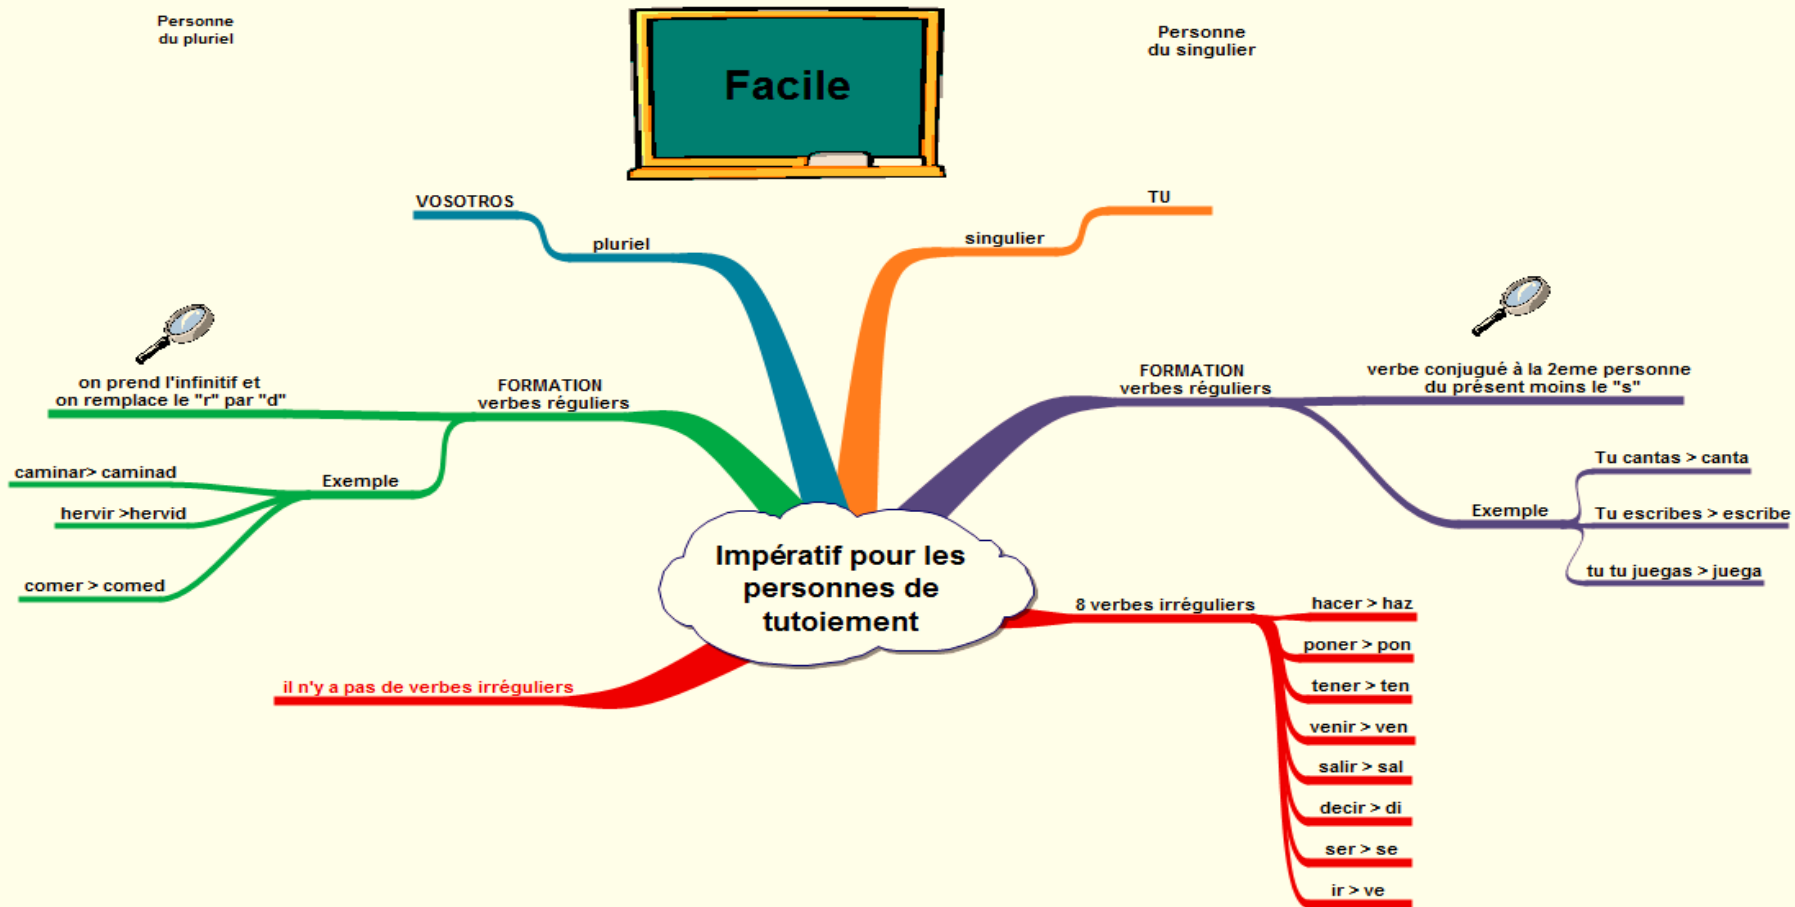 Personne
du pluriel
Facile
Personne
du singulier
VOSOTROS
pluriel
singulier
TU
on prend l'infinitif et
on remplace le "r" par "d"
FORMATION
verbes réguliers
Exemple
caminar> caminad
hervir >hervid
comer > comed
FORMATION
verbes réguliers
verbe conjugué à la 2eme personne
du présent moins le "s"
Exemple
Tu cantas > canta
Tu escribes > escribe
tu tu juegas > juega
Impératif pour les
personnes de
tutoiement
il n'y a pas de verbes irréguliers
8 verbes irréguliers
hacer > haz
poner > pon
tener > ten
venir > ven
salir > sal
decir > di
ser > se
ir > ve